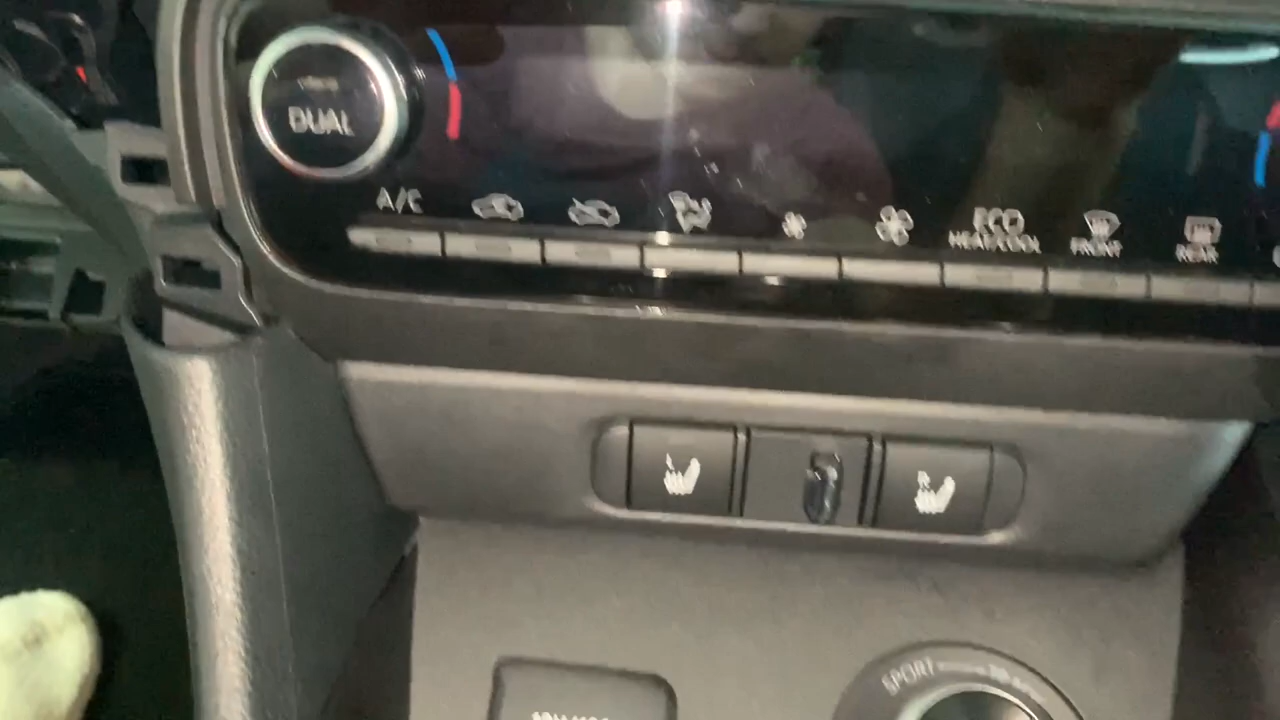 DUAL
A/C
ECO
HEAT/COOL
FRONT
REAR
L
R
SPORT